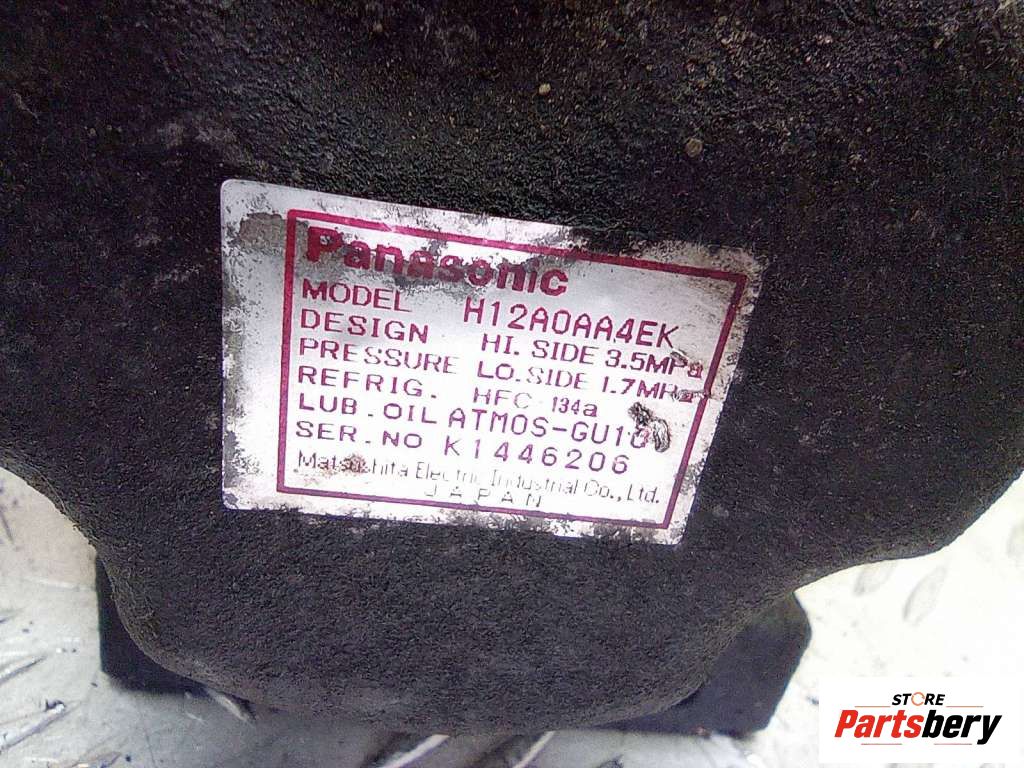 Panasonic
MODEL H12A0AA4EK
DESIGN HI. SIDE 3.5MPa
PRESSURE LO. SIDE 1.7MPa
REFRIG. HFC 134a
LUB. OIL ATMOS-GU10
SER. NO K1446206
Matsushita Electric Industrial Co., Ltd.
JAPAN
STORE
Partsbery